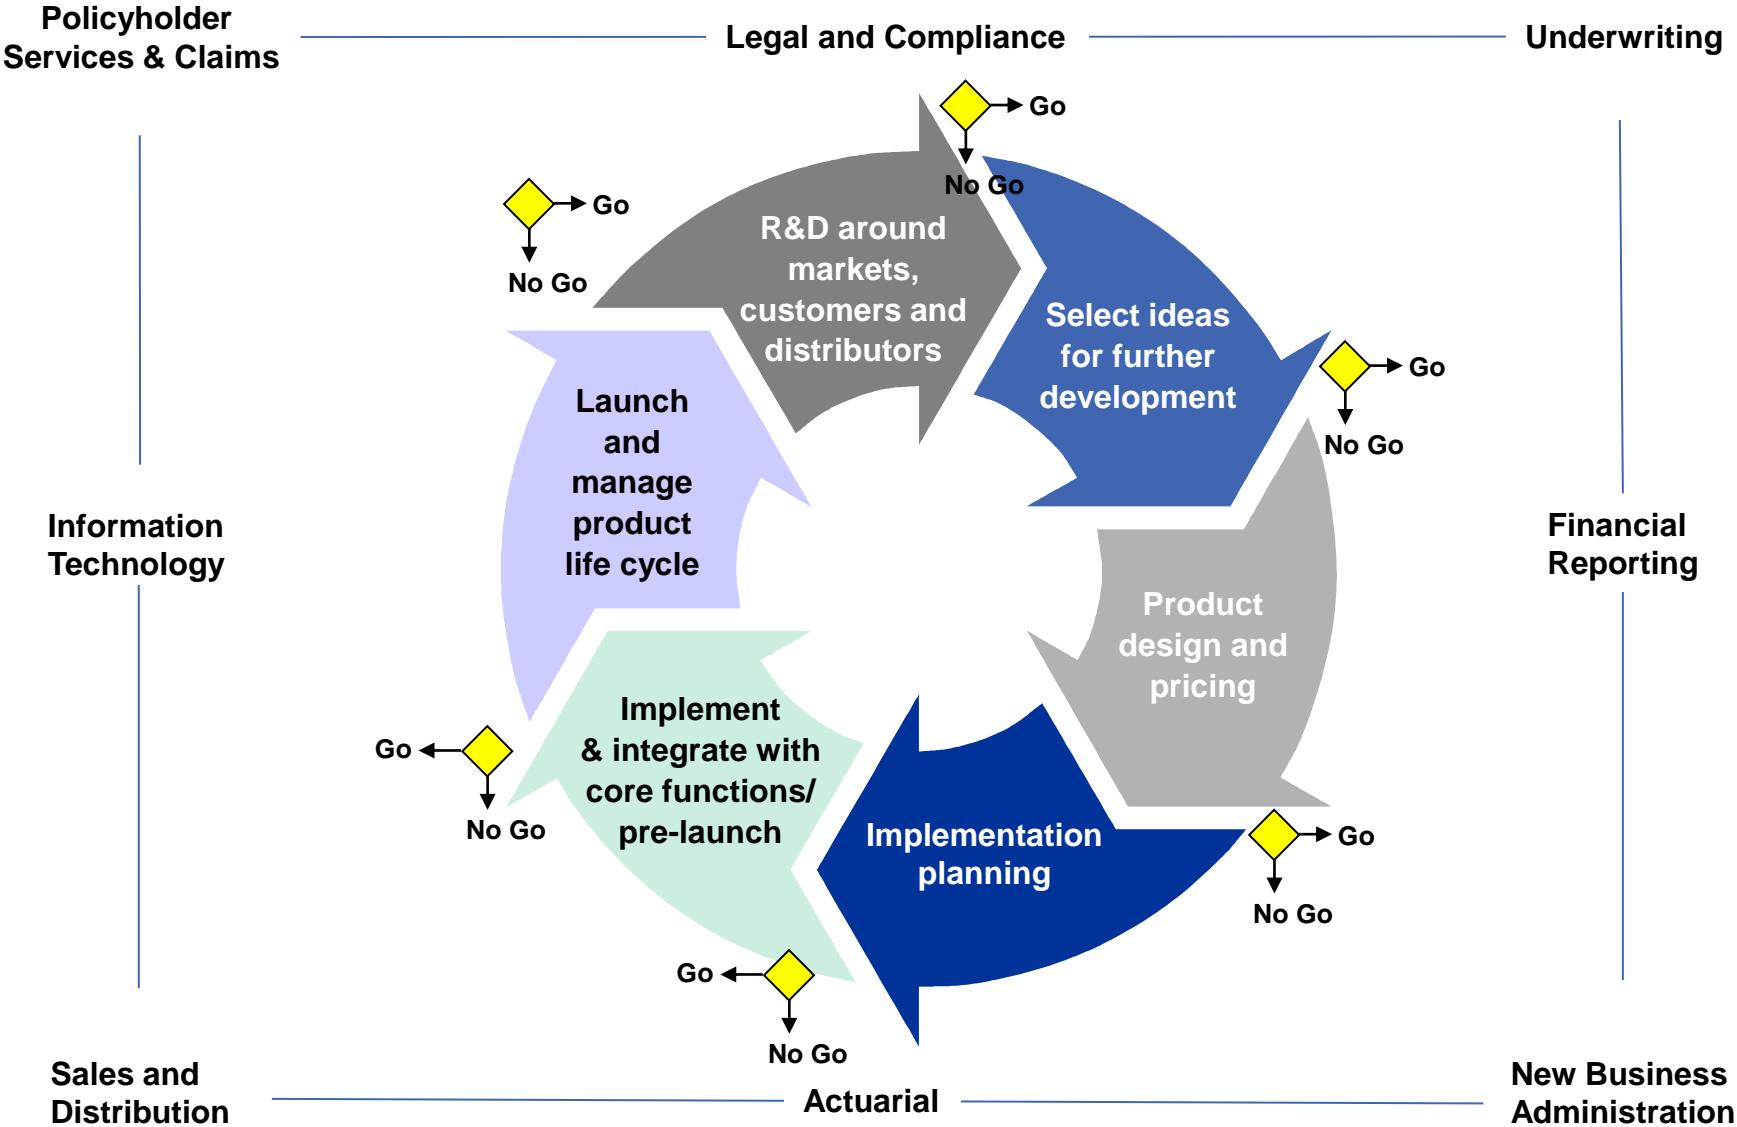 Policyholder
Services & Claims
Legal and Compliance
Underwriting
Go
No Go
Go
No Go
R&D around
markets,
customers and
distributors
Select ideas
for further
development
Go
No Go
Launch
and
manage
product
life cycle
Information
Technology
Financial
Reporting
Product
design and
pricing
Implement
& integrate with
core functions/
pre-launch
Go
No Go
Implementation
planning
Go
No Go
Go
No Go
Sales and
Distribution
Actuarial
New Business
Administration